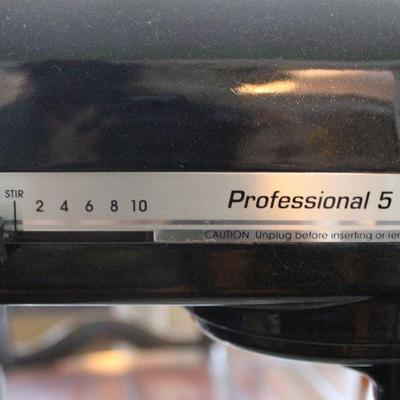 STIR
2 4 6 8 10
Professional 5
CAUTION Unplug before inserting or